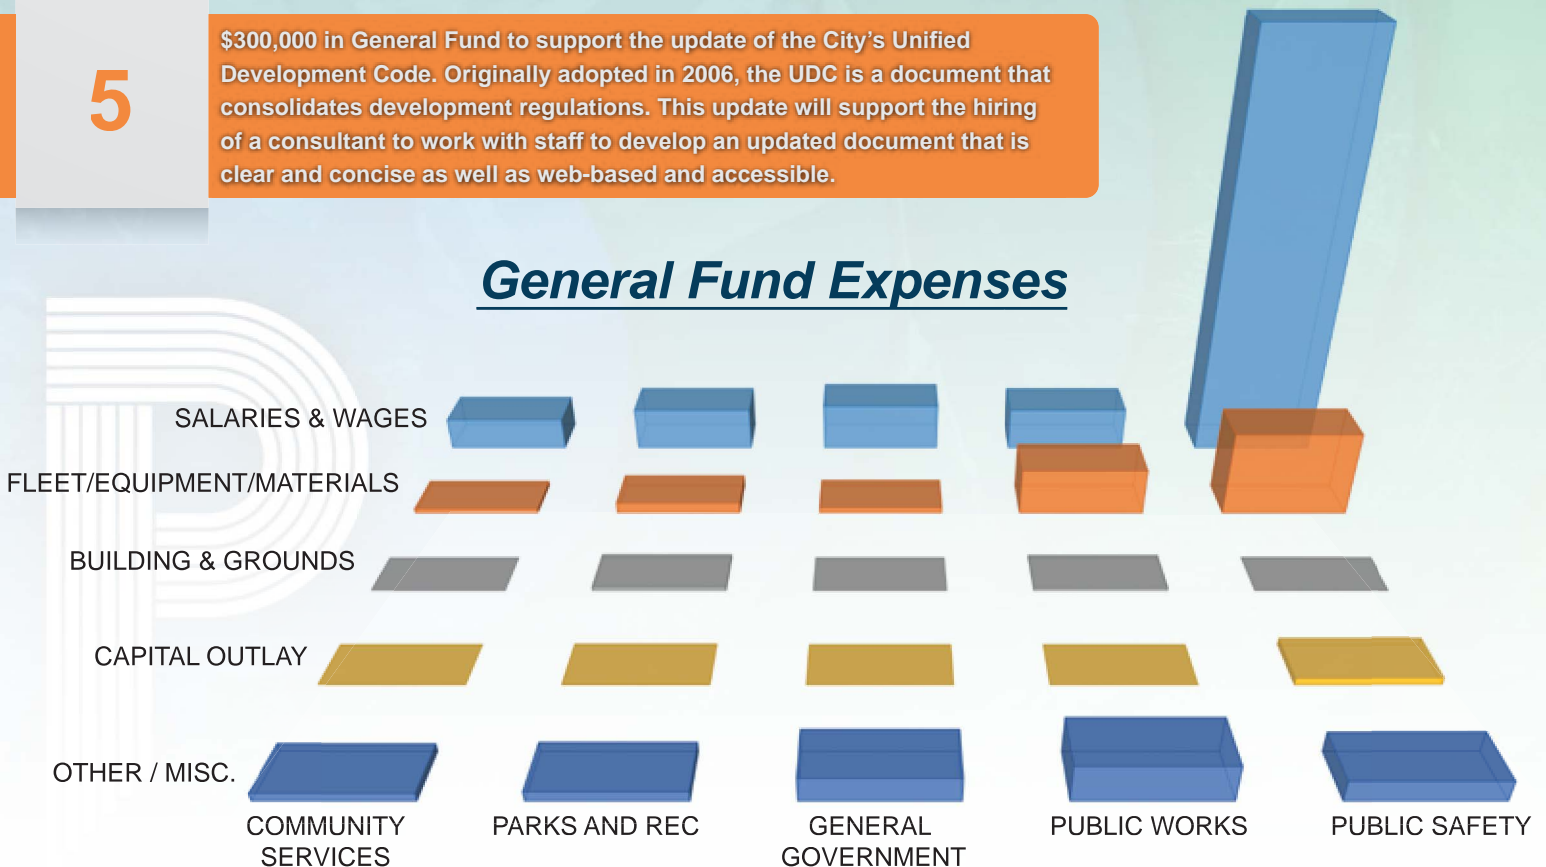 5
$300,000 in General Fund to support the update of the City’s Unified
Development Code. Originally adopted in 2006, the UDC is a document that
consolidates development regulations. This update will support the hiring
of a consultant to work with staff to develop an updated document that is
clear and concise as well as web-based and accessible.
General Fund Expenses
SALARIES & WAGES
FLEET/EQUIPMENT/MATERIALS
BUILDING & GROUNDS
CAPITAL OUTLAY
OTHER / MISC.
COMMUNITY
SERVICES
PARKS AND REC
GENERAL
GOVERNMENT
PUBLIC WORKS
PUBLIC SAFETY